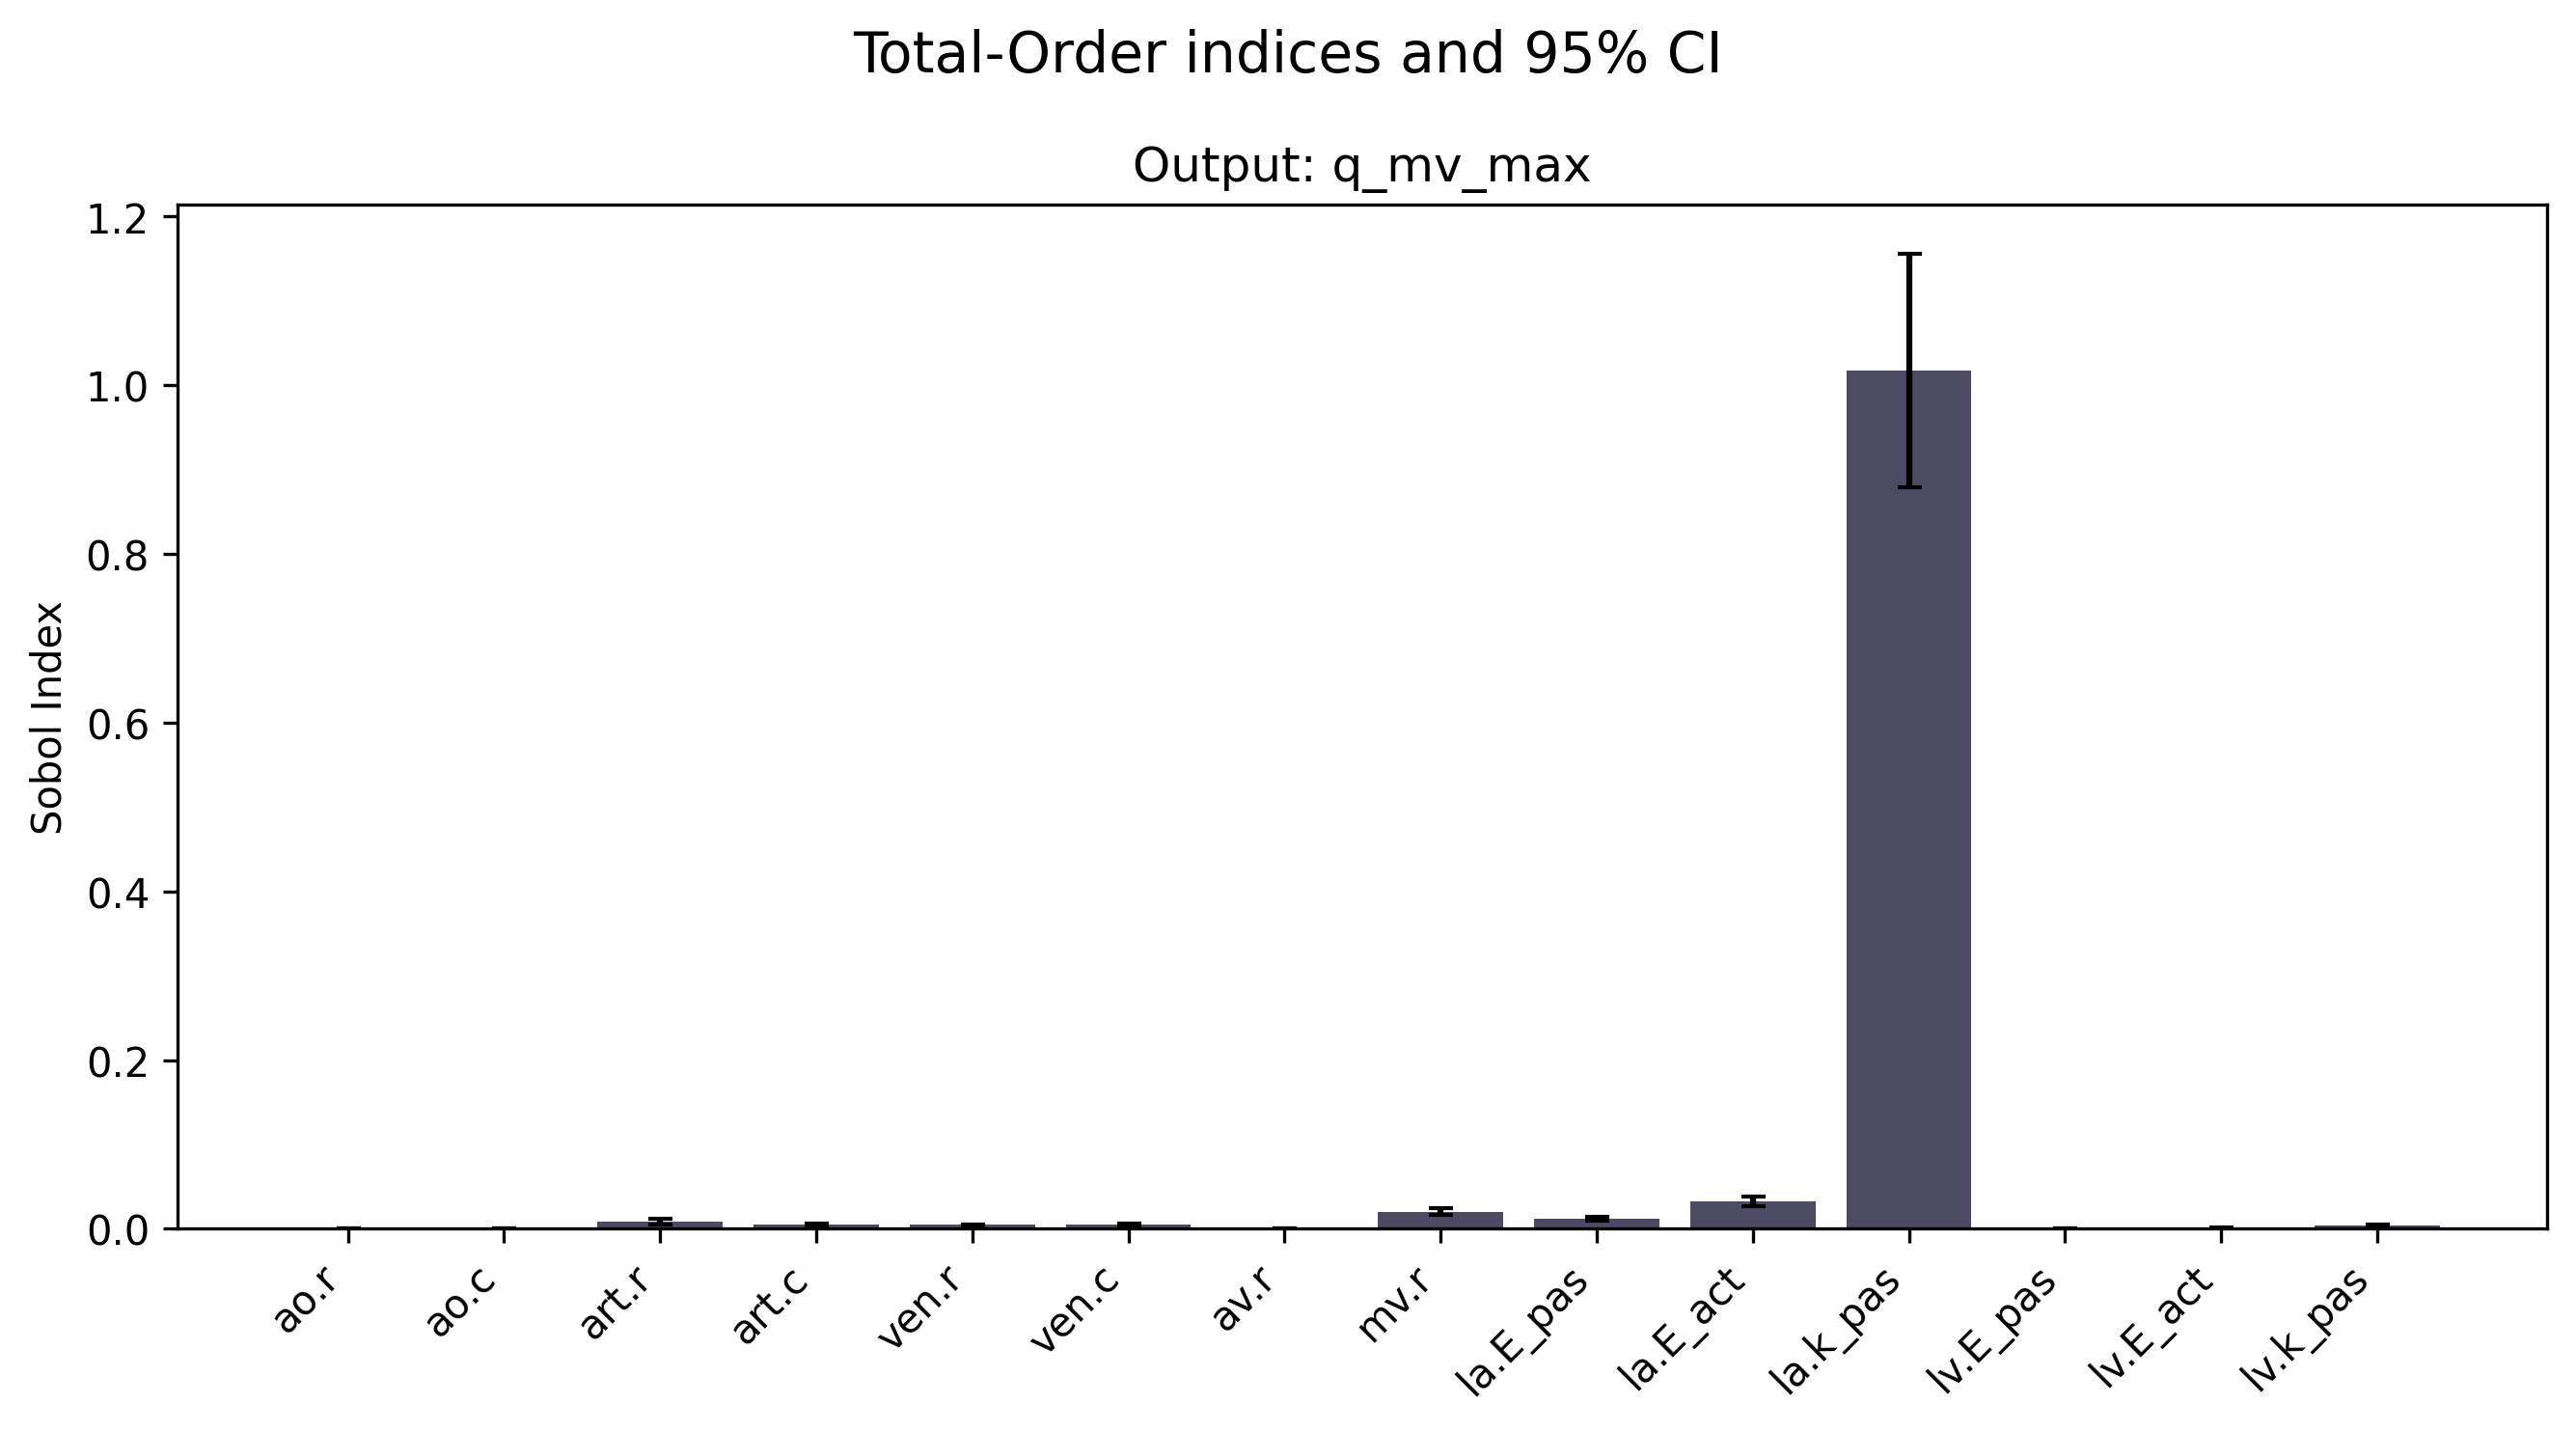 Total-Order indices and 95% CI
Output: q_mv_max
Sobol Index
1.2
1.0
0.8
0.6
0.4
0.2
0.0
ao.r
ao.c
art.r
art.c
ven.r
ven.c
av.r
mv.r
la.E_pas
la.E_act
la.k_pas
lv.E_pas
lv.E_act
lv.k_pas